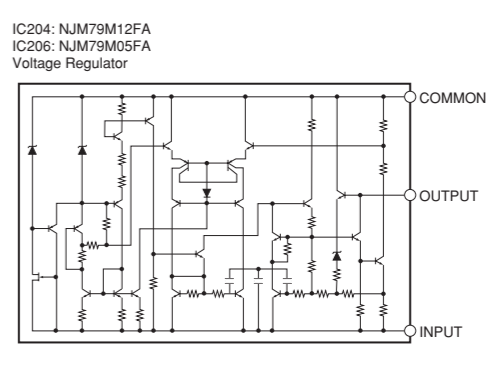 IC204: NJM79M12FA
IC206: NJM79M05FA
Voltage Regulator
COMMON
OUTPUT
INPUT